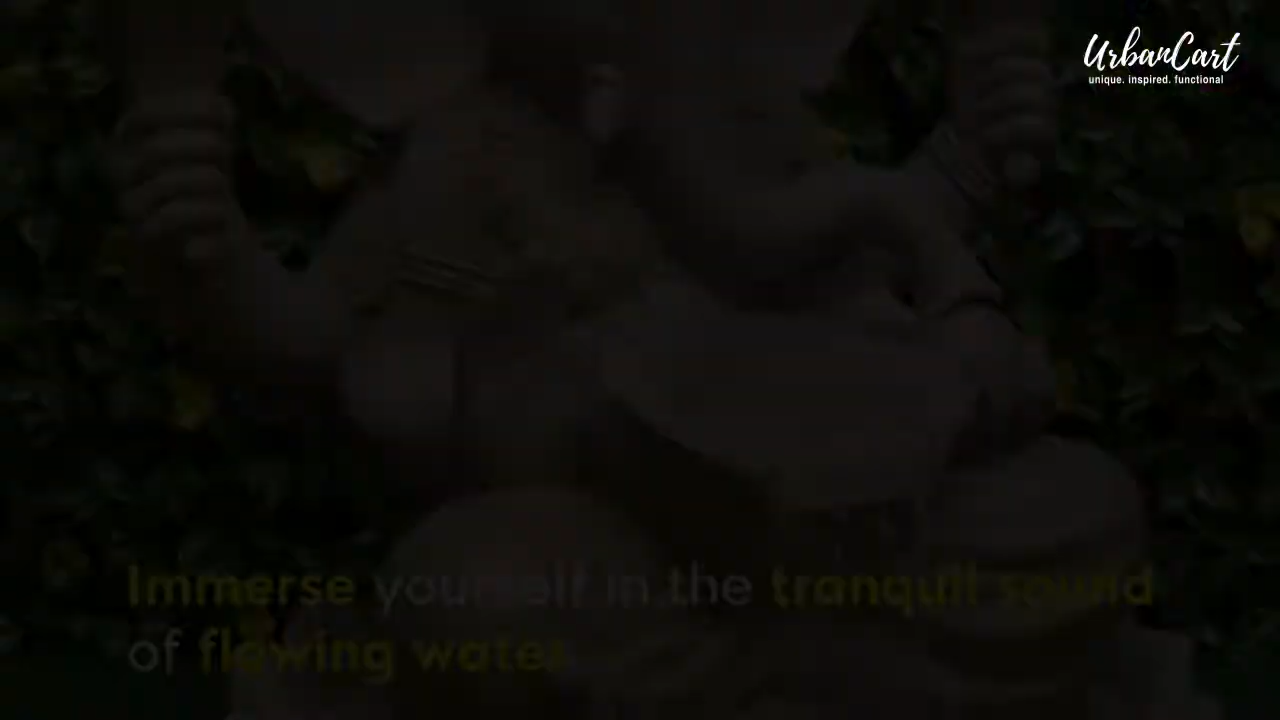 UrbanCart
unique. inspired. functional
Immerse yourself in the tranquil sound
of flowing water